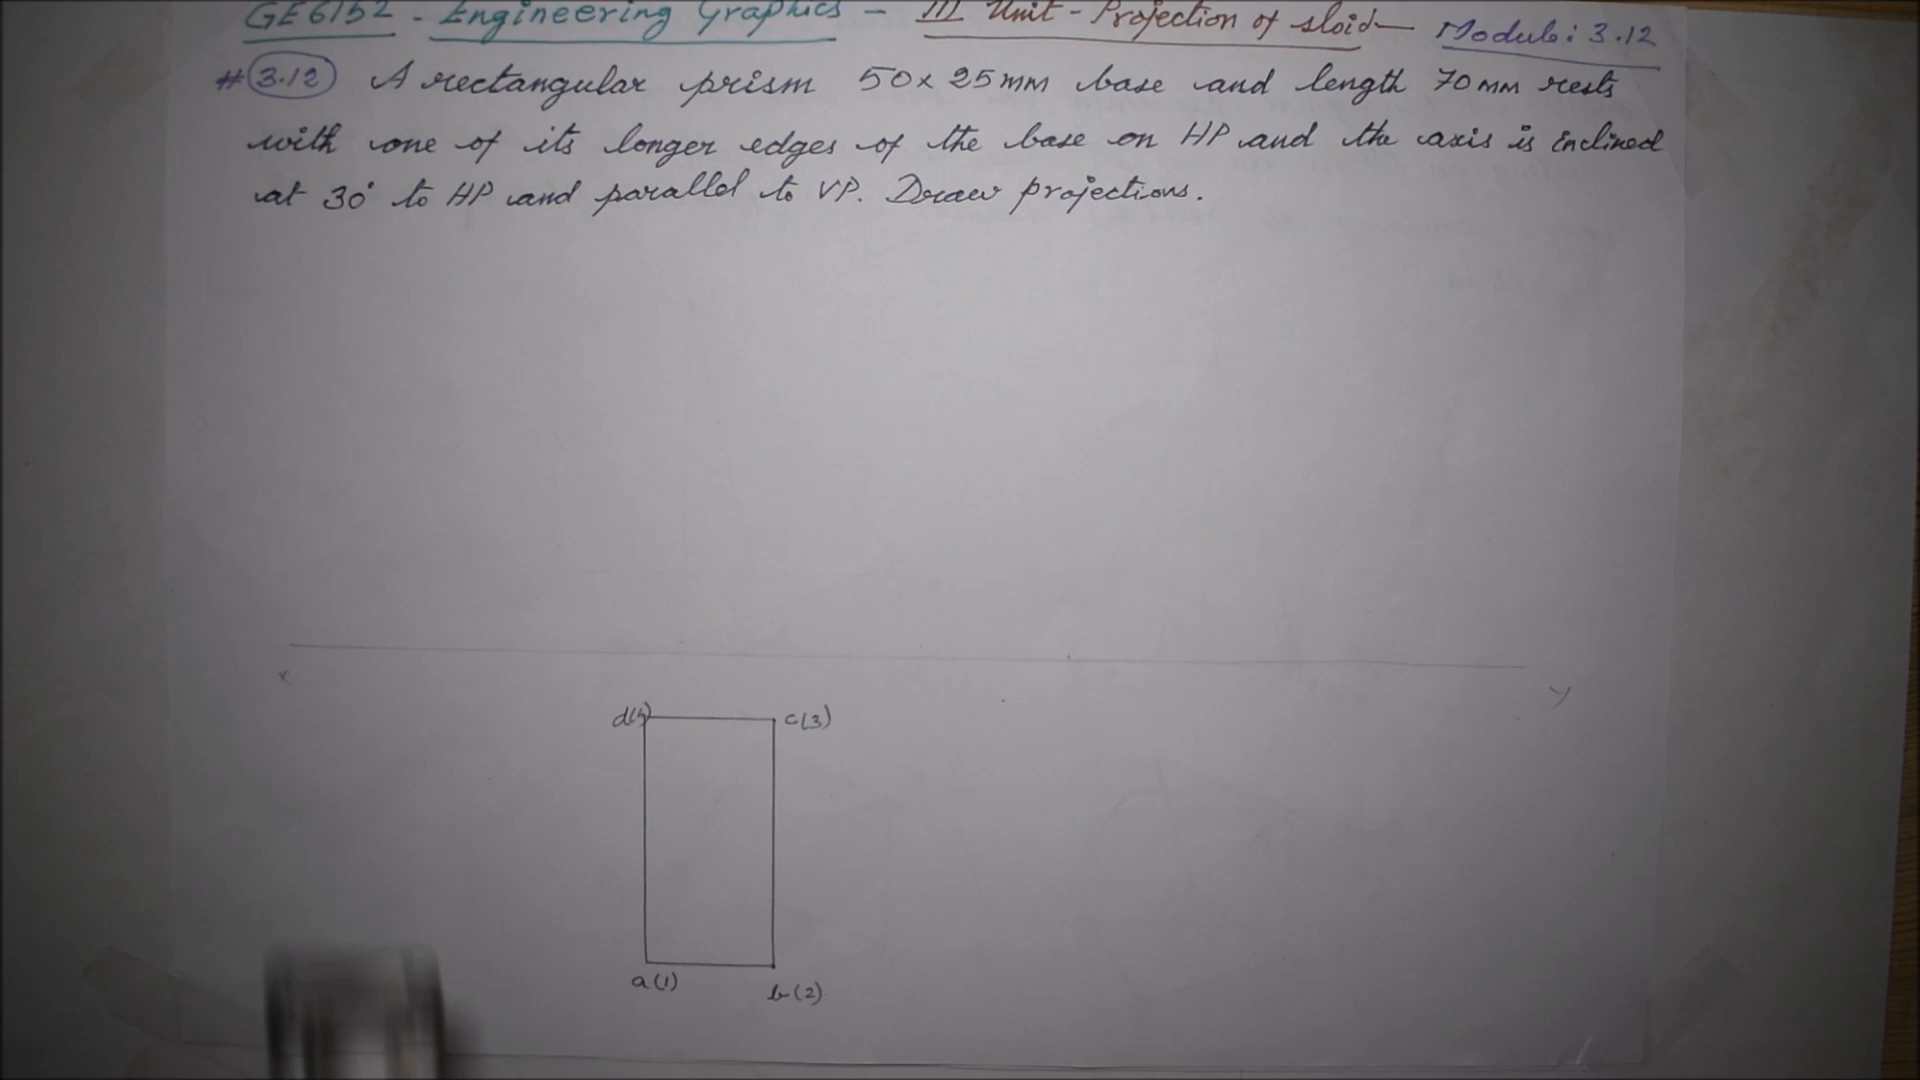 GE6152 - Engineering Graphics - III Unit - Projection of sloid - Module: 3.12
# 3.12 A rectangular prism 50 x 25 mm base and length 70 mm rests
with one of its longer edges of the base on HP and the axis is inclined
at 30° to HP and parallel to VP. Draw projections.
x
y
d(4) c(3)
a(1) b(2)